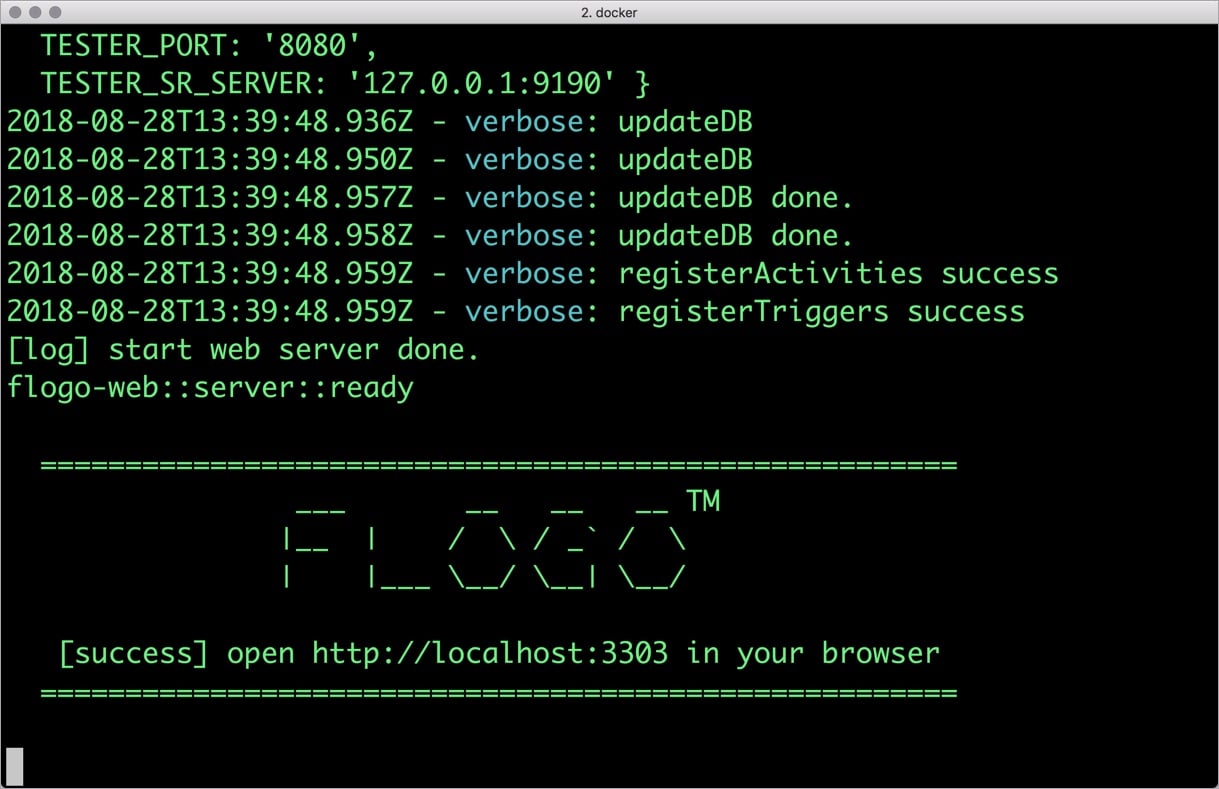 2. docker
  TESTER_PORT: '8080',
  TESTER_SR_SERVER: '127.0.0.1:9190' }
2018-08-28T13:39:48.936Z - verbose: updateDB
2018-08-28T13:39:48.950Z - verbose: updateDB
2018-08-28T13:39:48.957Z - verbose: updateDB done.
2018-08-28T13:39:48.958Z - verbose: updateDB done.
2018-08-28T13:39:48.959Z - verbose: registerActivities success
2018-08-28T13:39:48.959Z - verbose: registerTriggers success
[log] start web server done.
flogo-web::server::ready
  ======================================================
                 ___       __   __   __ TM
                |__  |    /  \ / _` /  \
                |    |___ \__/ \__| \__/
   [success] open http://localhost:3303 in your browser
  ======================================================